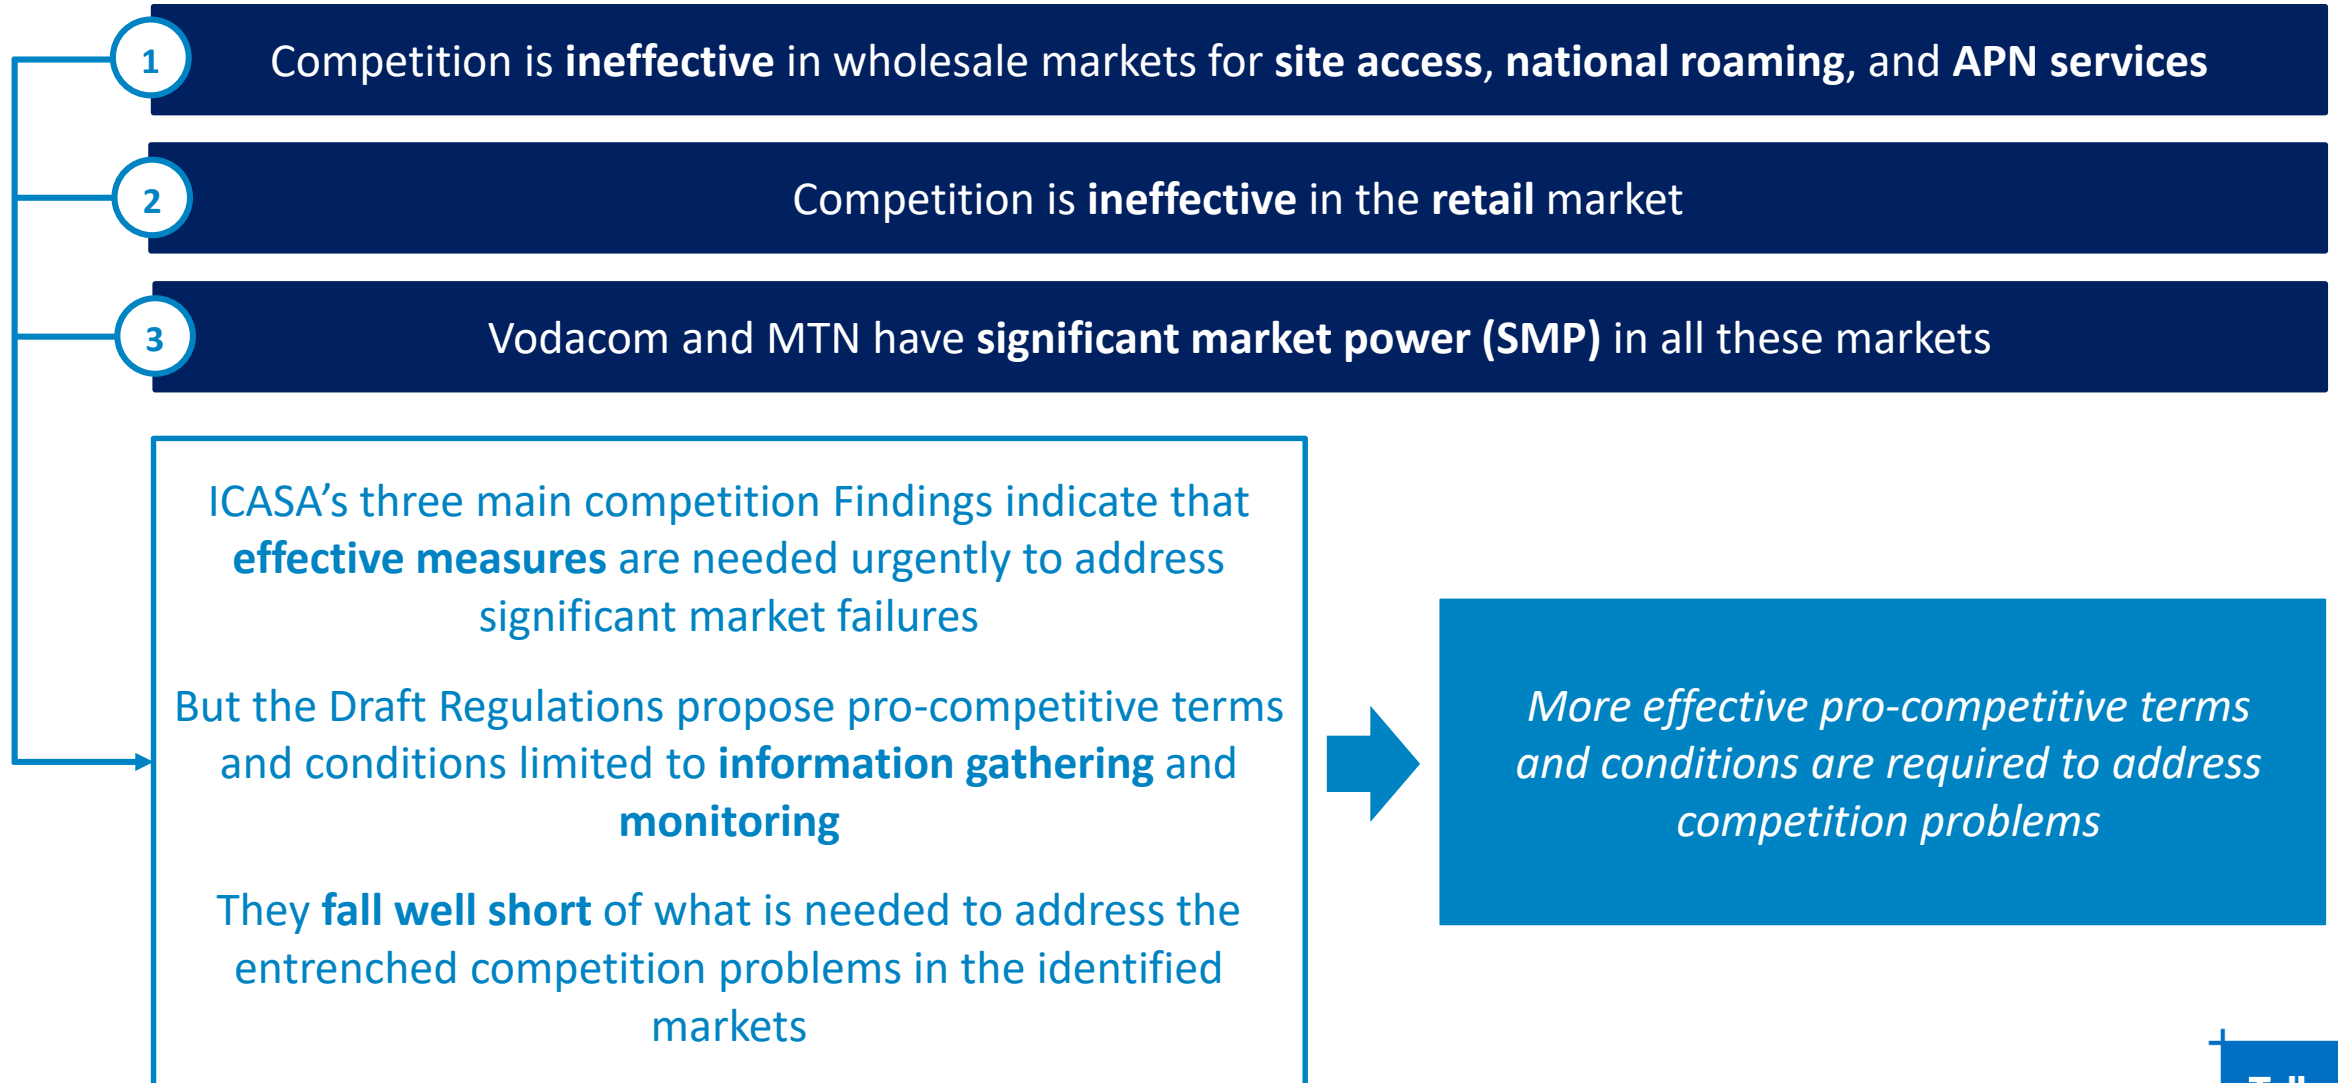 1
Competition is ineffective in wholesale markets for site access, national roaming, and APN services
2
Competition is ineffective in the retail market
3
Vodacom and MTN have significant market power (SMP) in all these markets
ICASA’s three main competition Findings indicate that
effective measures are needed urgently to address
significant market failures
But the Draft Regulations propose pro-competitive terms
and conditions limited to information gathering and
monitoring
They fall well short of what is needed to address the
entrenched competition problems in the identified
markets
More effective pro-competitive terms
and conditions are required to address
competition problems